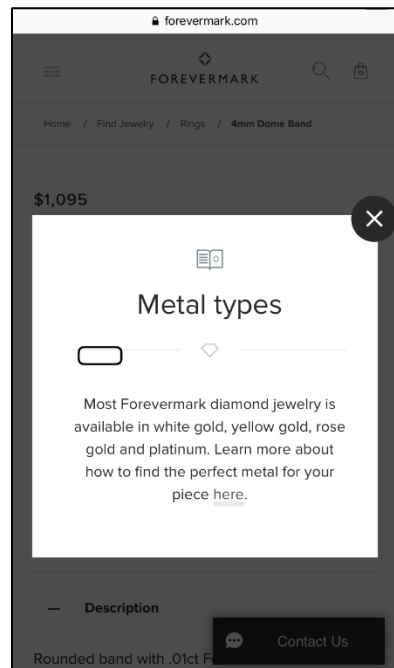 forevermark.com
FOREVERMARK
Home / Find Jewelry / Rings / 4mm Dome Band
$1,095
Metal types
Most Forevermark diamond jewelry is
available in white gold, yellow gold, rose
gold and platinum. Learn more about
how to find the perfect metal for your
piece here.
— Description
Contact Us
Rounded band with .01ct